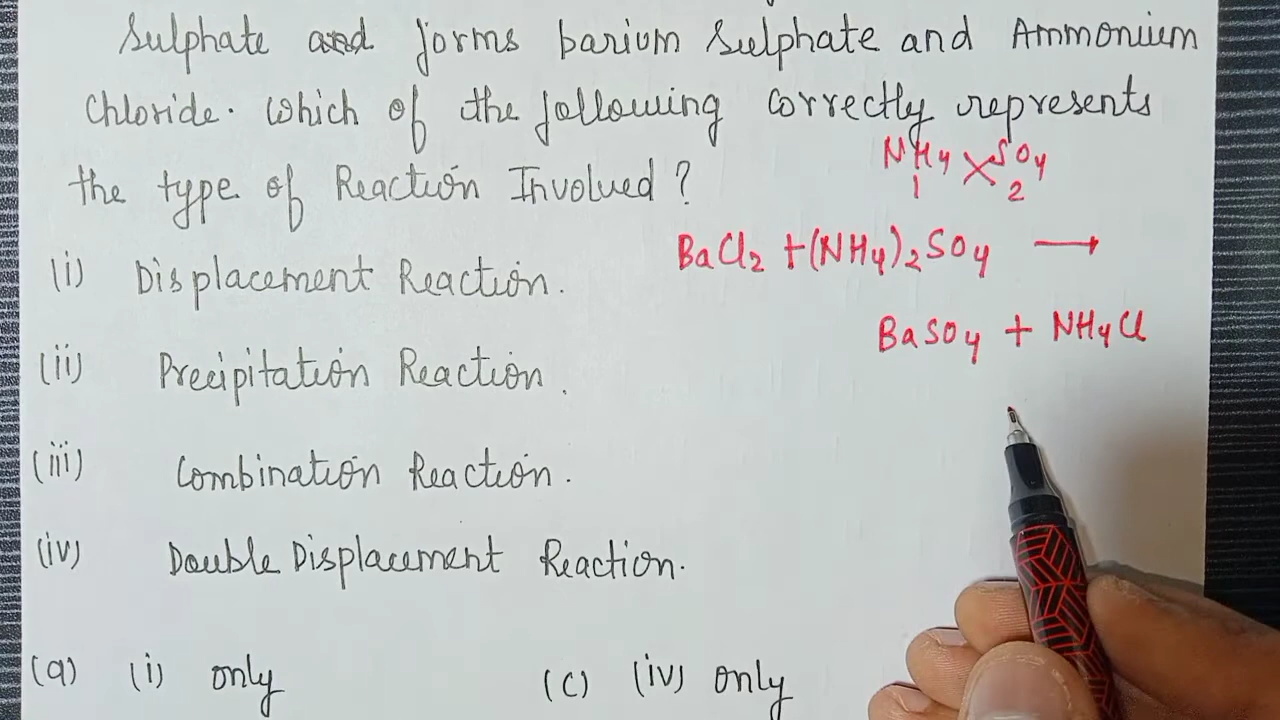 Sulphate and forms barium Sulphate and Ammonium
Chloride. Which of the following correctly represents
the type of Reaction Involved?
NH4 SO4
1 2
BaCl2 + (NH4)2SO4 →
BaSO4 + NH4Cl
(i) Displacement Reaction.
(ii) Precipitation Reaction.
(iii) Combination Reaction.
(iv) Double Displacement Reaction.
(a) (i) only (c) (iv) only